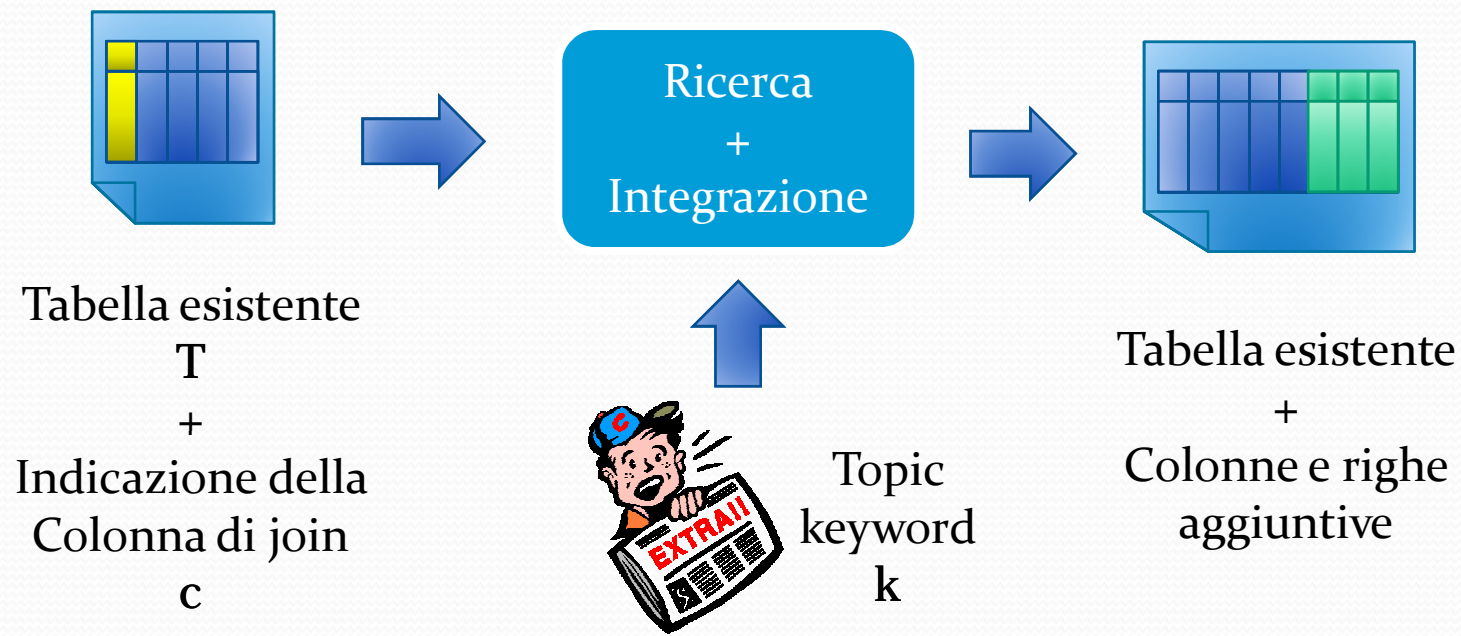 Ricerca
+
Integrazione
Tabella esistente
T
+
Indicazione della
Colonna di join
c
C
EXTRA!!
Topic
keyword
k
Tabella esistente
+
Colonne e righe
aggiuntive